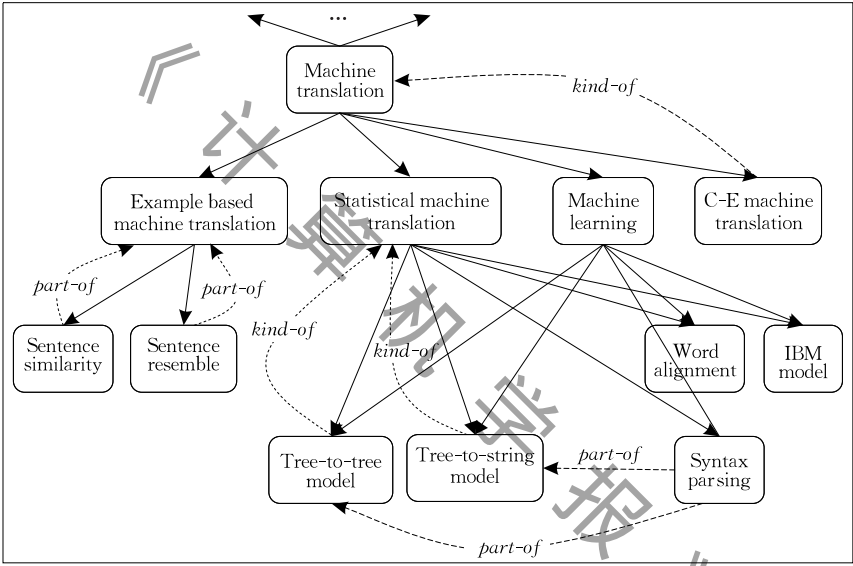 ...
Machine
translation
kind-of
Example based
machine translation
Statistical machine
translation
Machine
learning
C-E machine
translation
part-of
part-of
kind-of
kind-of
Sentence
similarity
Sentence
resemble
Word
alignment
IBM
model
Tree-to-tree
model
Tree-to-string
model
part-of
Syntax
parsing
part-of
《计算机学报》